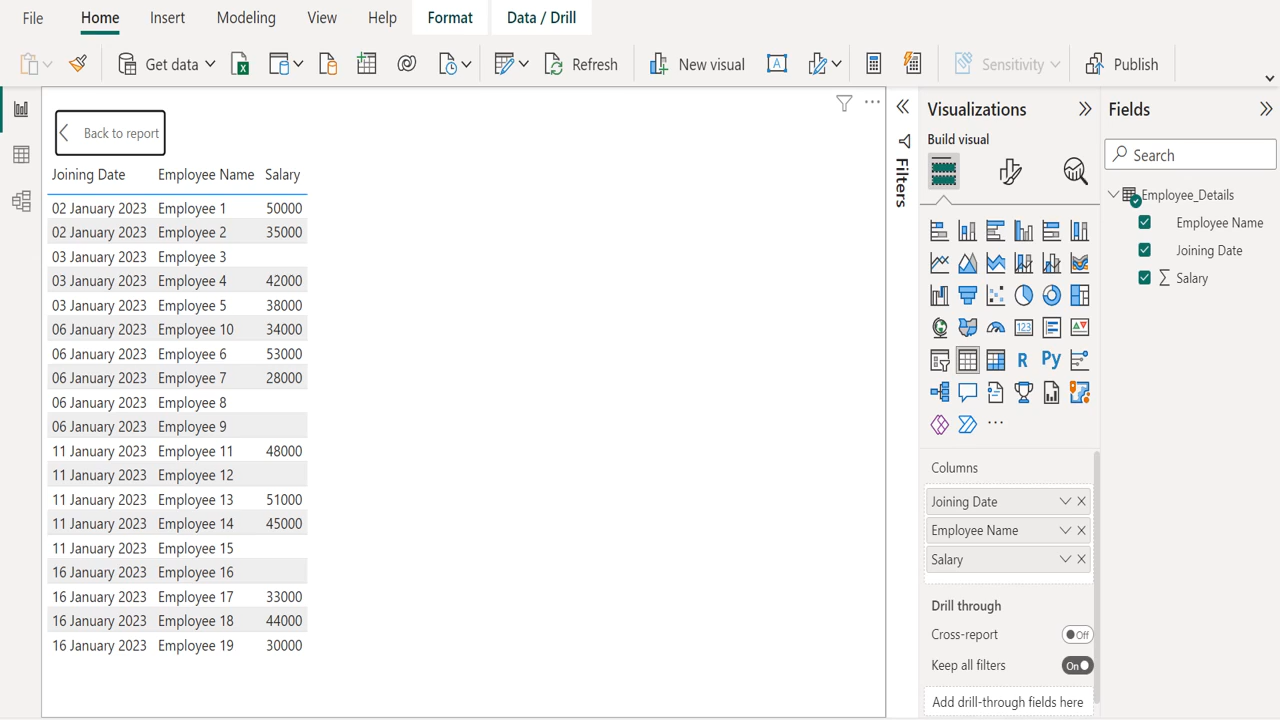 File Home Insert Modeling View Help Format Data / Drill
Get data Refresh New visual A Sensitivity Publish
Back to report
Joining Date Employee Name Salary
02 January 2023 Employee 1 50000
02 January 2023 Employee 2 35000
03 January 2023 Employee 3
03 January 2023 Employee 4 42000
03 January 2023 Employee 5 38000
06 January 2023 Employee 10 34000
06 January 2023 Employee 6 53000
06 January 2023 Employee 7 28000
06 January 2023 Employee 8
06 January 2023 Employee 9
11 January 2023 Employee 11 48000
11 January 2023 Employee 12
11 January 2023 Employee 13 51000
11 January 2023 Employee 14 45000
11 January 2023 Employee 15
16 January 2023 Employee 16
16 January 2023 Employee 17 33000
16 January 2023 Employee 18 44000
16 January 2023 Employee 19 30000
Filters
Visualizations
Build visual
123
R Py
Columns
Joining Date
Employee Name
Salary
Drill through
Cross-report Off
Keep all filters On
Add drill-through fields here
Fields
Search
Employee_Details
Employee Name
Joining Date
Σ Salary